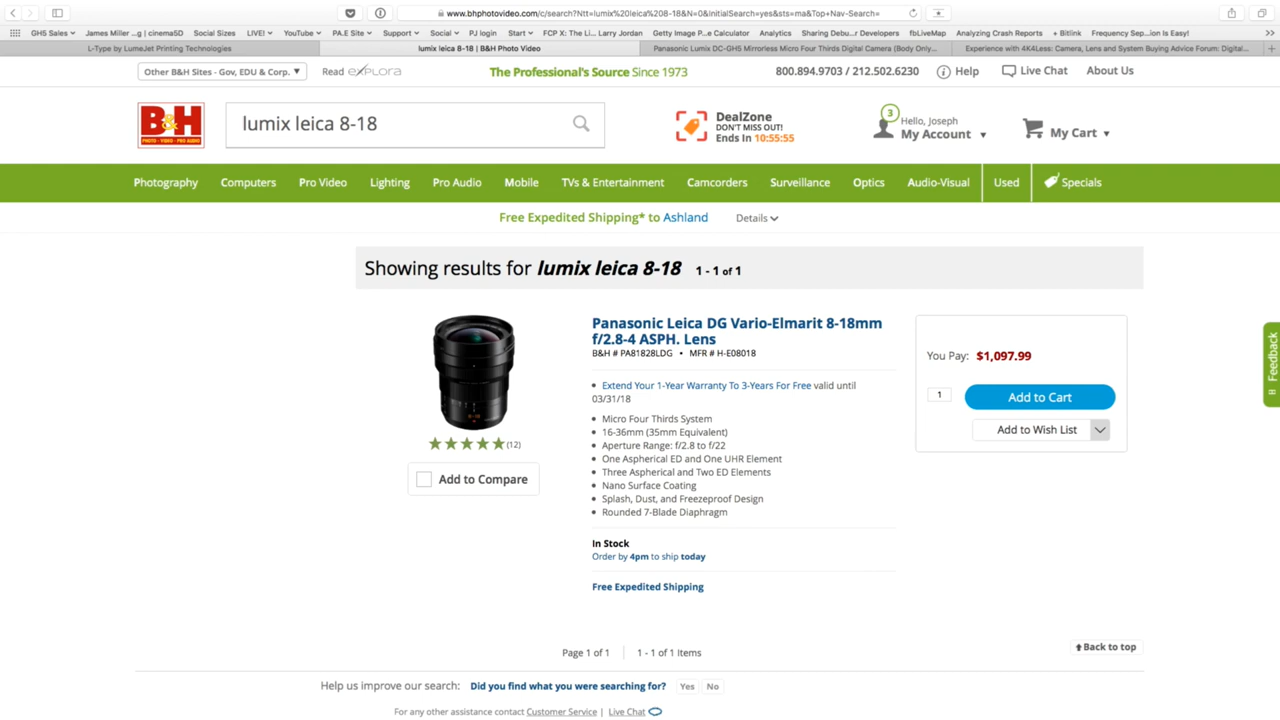 www.bhphotovideo.com/c/search?Ntt=lumix%20leica%208-18&N=0&InitialSearch=yes&sts=ma&Top+Nav-Search=
GH5 Sales James Miller ...g | cinema5D Social Sizes LIVE! YouTube PA.E Site Support Social PJ login Start FCP X: The Li... Larry Jordan Getty Image P...e Calculator Analytics Sharing Debu...r Developers fbLiveMap Analyzing Crash Reports + Bitlink Frequency Sep...ion Is Easy! >>
L-Type by LumeJet Printing Technologies lumix leica 8-18 | B&H Photo Video Panasonic Lumix DC-GH5 Mirrorless Micro Four Thirds Digital Camera (Body Only... Experience with 4K4Less: Camera, Lens and System Buying Advice Forum: Digital... +
Other B&H Sites - Gov, EDU & Corp. ▼ Read explora The Professional's Source Since 1973 800.894.9703 / 212.502.6230 Help Live Chat About Us
B&H PHOTO · VIDEO · PRO AUDIO
lumix leica 8-18
DealZone
DON'T MISS OUT!
Ends In 10:55:55
3
Hello, Joseph
My Account ▼
My Cart ▼
Photography Computers Pro Video Lighting Pro Audio Mobile TVs & Entertainment Camcorders Surveillance Optics Audio-Visual Used Specials
Free Expedited Shipping* to Ashland Details
Showing results for lumix leica 8-18 1 - 1 of 1
Panasonic Leica DG Vario-Elmarit 8-18mm
f/2.8-4 ASPH. Lens
B&H # PA81828LDG • MFR # H-E08018
• Extend Your 1-Year Warranty To 3-Years For Free valid until
03/31/18
• Micro Four Thirds System
• 16-36mm (35mm Equivalent)
• Aperture Range: f/2.8 to f/22
• One Aspherical ED and One UHR Element
• Three Aspherical and Two ED Elements
• Nano Surface Coating
• Splash, Dust, and Freezeproof Design
• Rounded 7-Blade Diaphragm
In Stock
Order by 4pm to ship today
Free Expedited Shipping
(12)
Add to Compare
You Pay: $1,097.99
1 Add to Cart
Add to Wish List
!! Feedback
Page 1 of 1 1 - 1 of 1 Items
Back to top
Help us improve our search: Did you find what you were searching for? Yes No
For any other assistance contact Customer Service | Live Chat